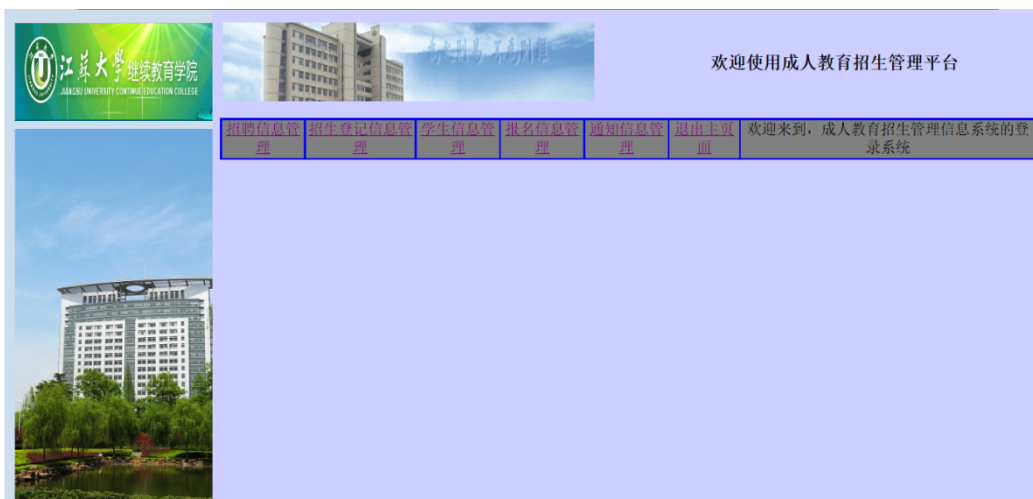 江苏大学继续教育学院
JIANGSU UNIVERSITY CONTINUE EDUCATION COLLEGE
欢迎使用成人教育招生管理平台
招聘信息管
理
招生登记信息管
理
学生信息管
理
报名信息管
理
通知信息管
理
退出主页
面
欢迎来到，成人教育招生管理信息系统的登
录系统